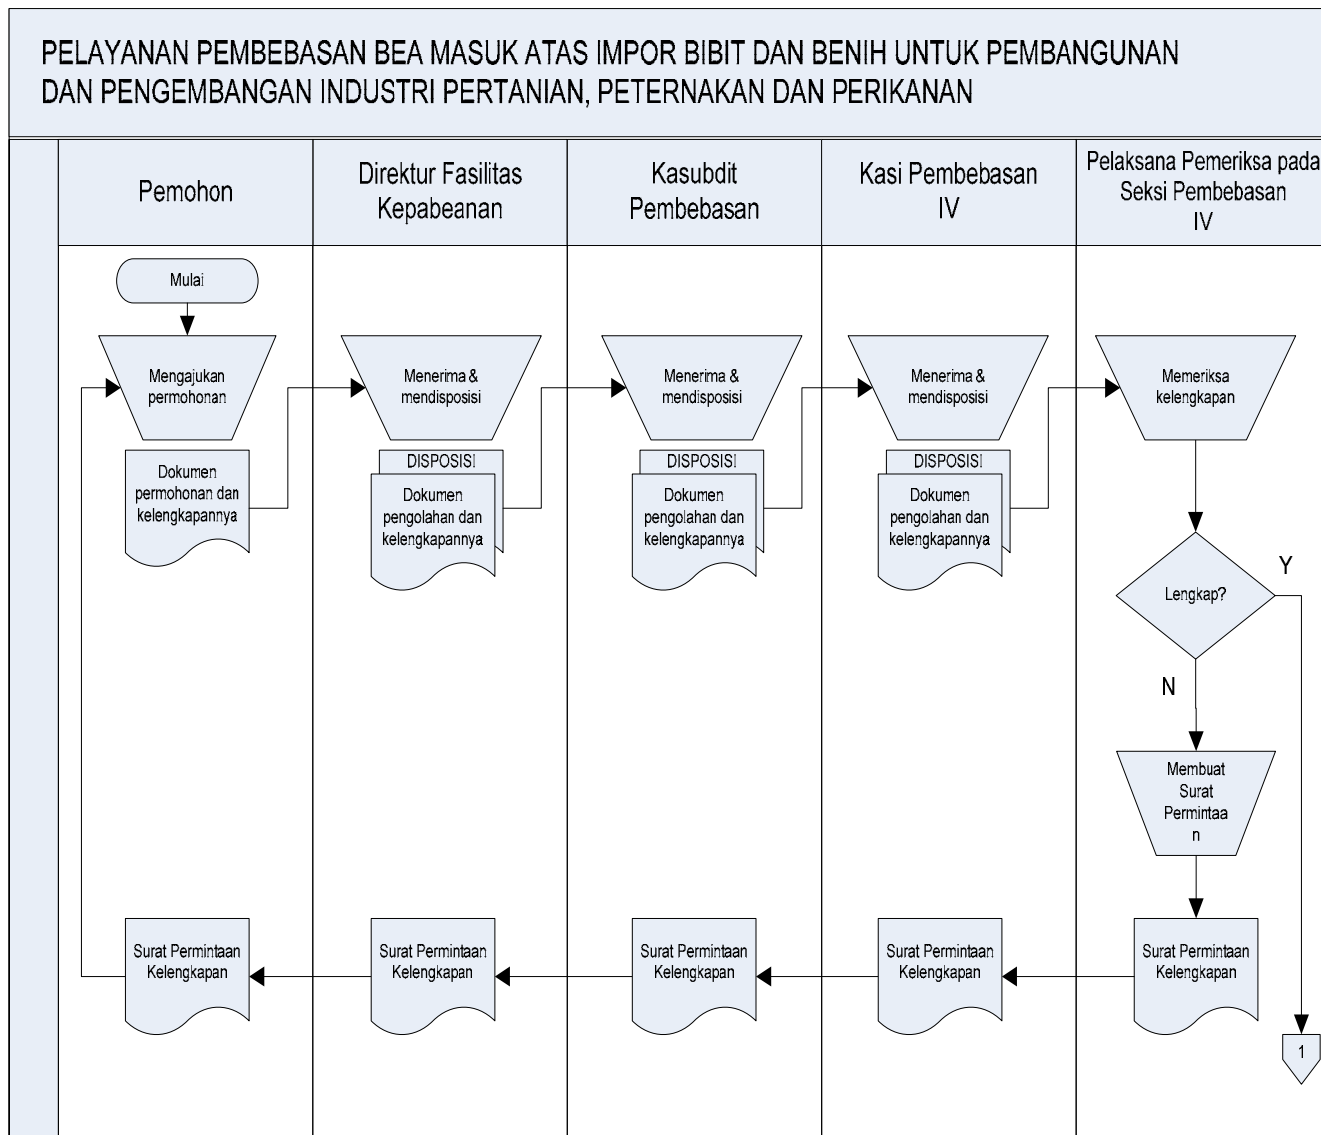 PELAYANAN PEMBEBASAN BEA MASUK ATAS IMPOR BIBIT DAN BENIH UNTUK PEMBANGUNAN
DAN PENGEMBANGAN INDUSTRI PERTANIAN, PETERNAKAN DAN PERIKANAN
Pemohon
Direktur Fasilitas
Kepabeanan
Kasubdit
Pembebasan
Kasi Pembebasan
IV
Pelaksana Pemeriksa pada
Seksi Pembebasan
IV
Mulai
Mengajukan
permohonan
Menerima &
mendisposisi
Menerima &
mendisposisi
Menerima &
mendisposisi
Memeriksa
kelengkapan
Dokumen
permohonan dan
kelengkapannya
DISPOSISI
Dokumen
pengolahan dan
kelengkapannya
DISPOSISI
Dokumen
pengolahan dan
kelengkapannya
DISPOSISI
Dokumen
pengolahan dan
kelengkapannya
Lengkap?
Y
N
Membuat
Surat
Permintaa
n
Surat Permintaan
Kelengkapan
Surat Permintaan
Kelengkapan
Surat Permintaan
Kelengkapan
Surat Permintaan
Kelengkapan
Surat Permintaan
Kelengkapan
1